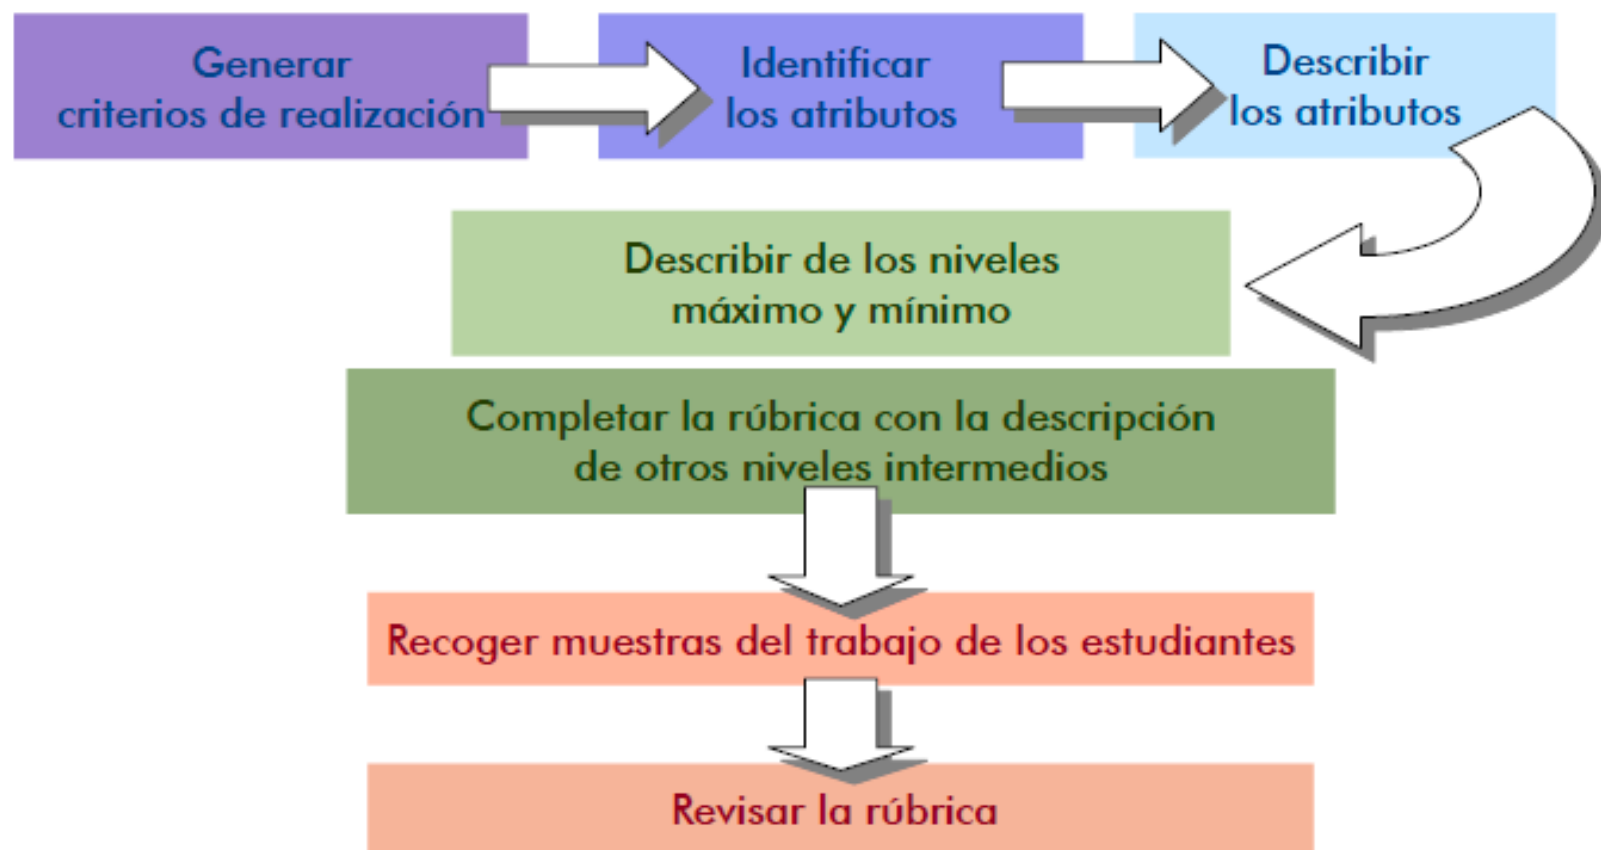 Generar
criterios de realización
Identificar
los atributos
Describir
los atributos
Describir de los niveles
máximo y mínimo
Completar la rúbrica con la descripción
de otros niveles intermedios
Recoger muestras del trabajo de los estudiantes
Revisar la rúbrica